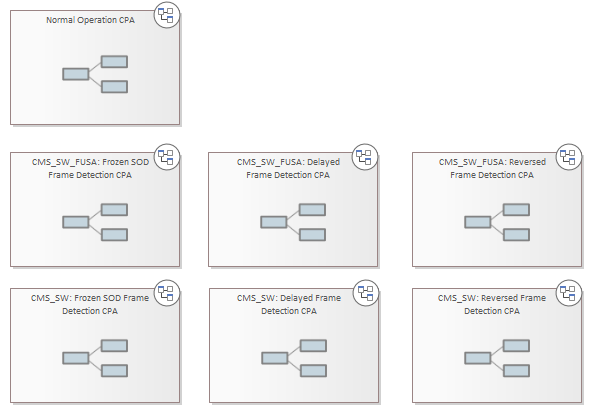 Normal Operation CPA
CMS_SW_FUSA: Frozen SOD
Frame Detection CPA
CMS_SW_FUSA: Delayed
Frame Detection CPA
CMS_SW_FUSA: Reversed
Frame Detection CPA
CMS_SW: Frozen SOD Frame
Detection CPA
CMS_SW: Delayed Frame
Detection CPA
CMS_SW: Reversed Frame
Detection CPA